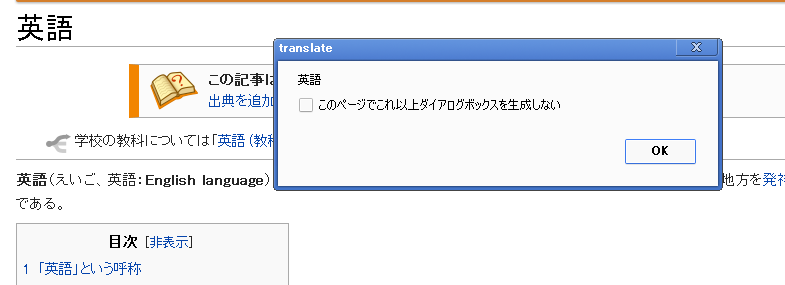 英語
translate
英語
このページでこれ以上ダイアログボックスを生成しない
OK
この記事は
出典を追加
学校の教科については「英語 (教科
英語（えいご、英語：English language）
地方を発祥
である。
目次 [非表示]
1 「英語」という呼称